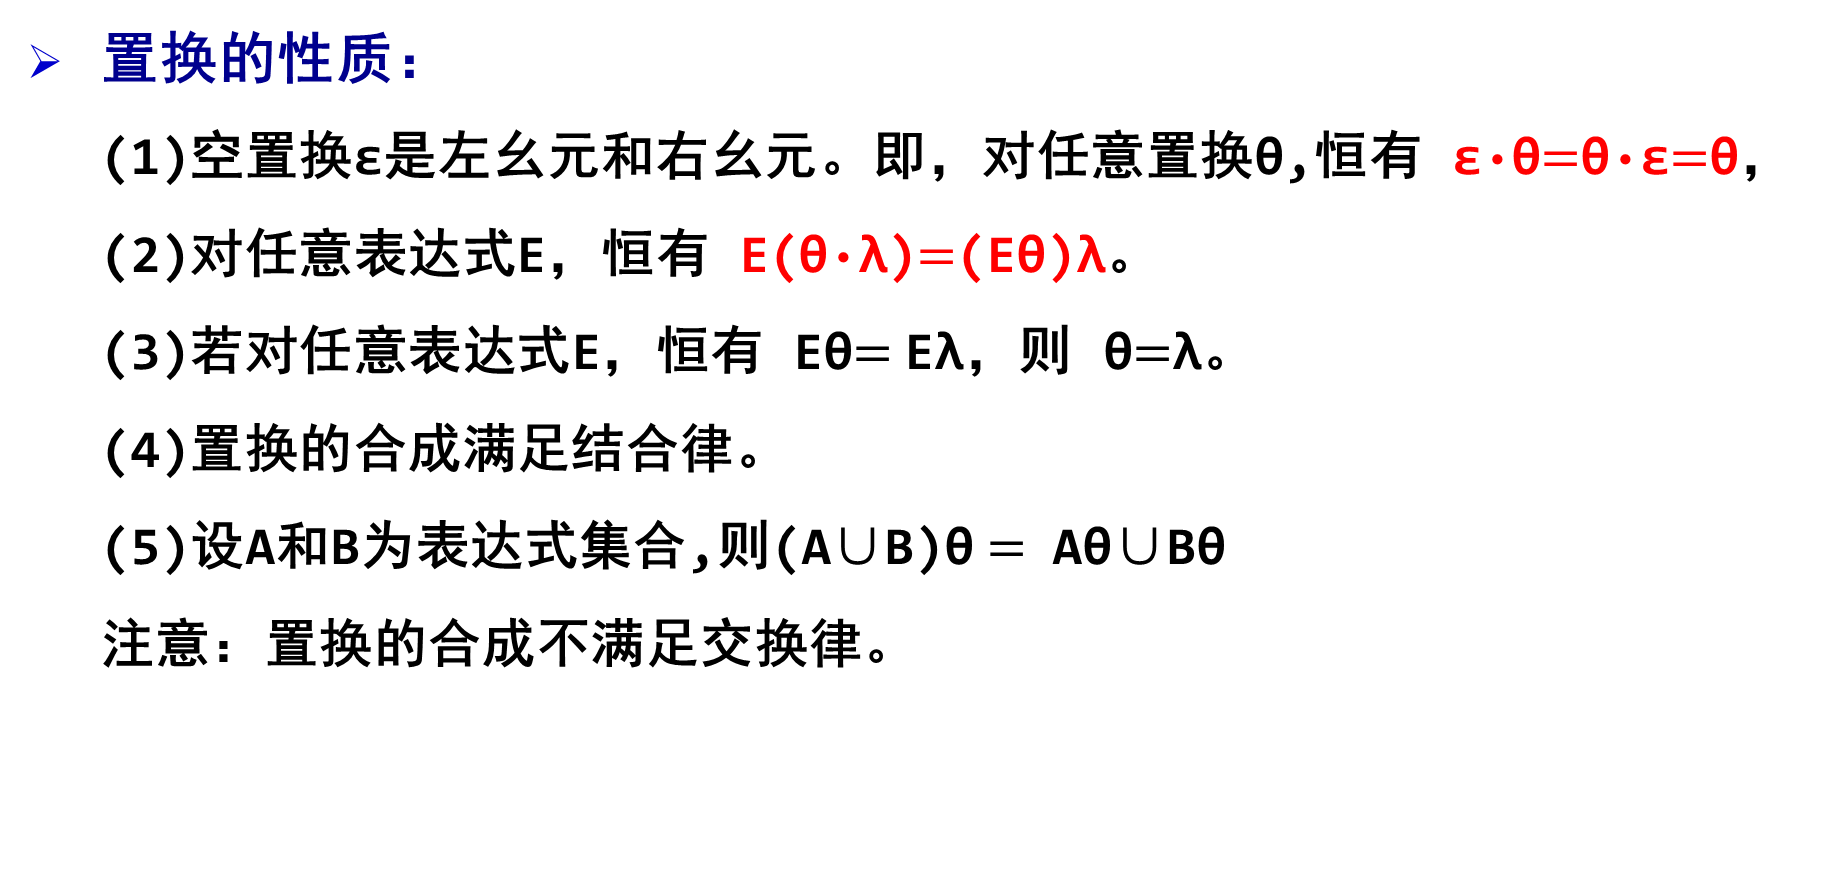 ➢ 置换的性质：
(1)空置换ε是左幺元和右幺元。即，对任意置换θ,恒有 ε·θ=θ·ε=θ，
(2)对任意表达式E，恒有 E(θ·λ)=(Eθ)λ。
(3)若对任意表达式E，恒有 Eθ= Eλ，则 θ=λ。
(4)置换的合成满足结合律。
(5)设A和B为表达式集合,则(A∪B)θ = Aθ∪Bθ
注意：置换的合成不满足交换律。